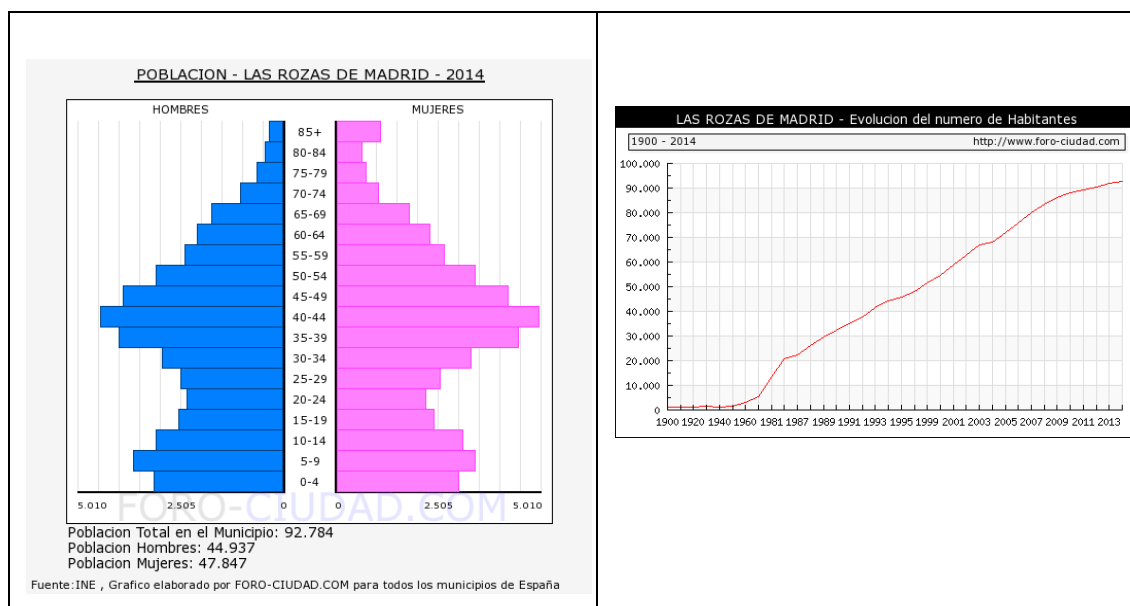 POBLACION - LAS ROZAS DE MADRID - 2014
HOMBRES MUJERES
85+
80-84
75-79
70-74
65-69
60-64
55-59
50-54
45-49
40-44
35-39
30-34
25-29
20-24
15-19
10-14
5-9
0-4
5.010 2.505 0 0 2.505 5.010
FORO-CIUDAD.COM
Poblacion Total en el Municipio: 92.784
Poblacion Hombres: 44.937
Poblacion Mujeres: 47.847
Fuente:INE , Grafico elaborado por FORO-CIUDAD.COM para todos los municipios de España
LAS ROZAS DE MADRID - Evolucion del numero de Habitantes
1900 - 2014 http://www.foro-ciudad.com
100.000
90.000
80.000
70.000
60.000
50.000
40.000
30.000
20.000
10.000
0
1900 1920 1940 1960 1981 1987 1989 1991 1993 1995 1997 1999 2001 2003 2005 2007 2009 2011 2013